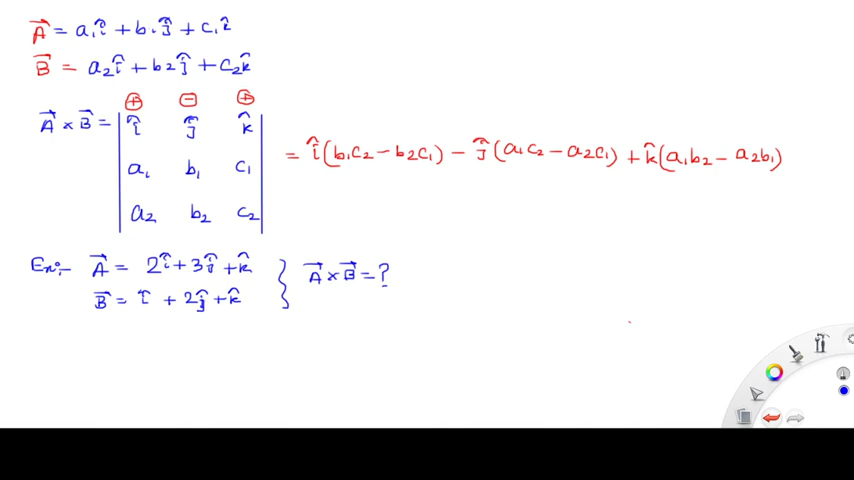 A⃗ = a₁î + b₁ĵ + c₁k̂
B⃗ = a₂î + b₂ĵ + c₂k̂
⊕ ⊖ ⊕
A⃗ × B⃗ = | î ĵ k̂ | = î(b₁c₂ − b₂c₁) − ĵ(a₁c₂ − a₂c₁) + k̂(a₁b₂ − a₂b₁)
a₁ b₁ c₁
a₂ b₂ c₂
Ex:- A⃗ = 2î + 3ĵ + k̂ } A⃗ × B⃗ = ?
B⃗ = î + 2ĵ + k̂